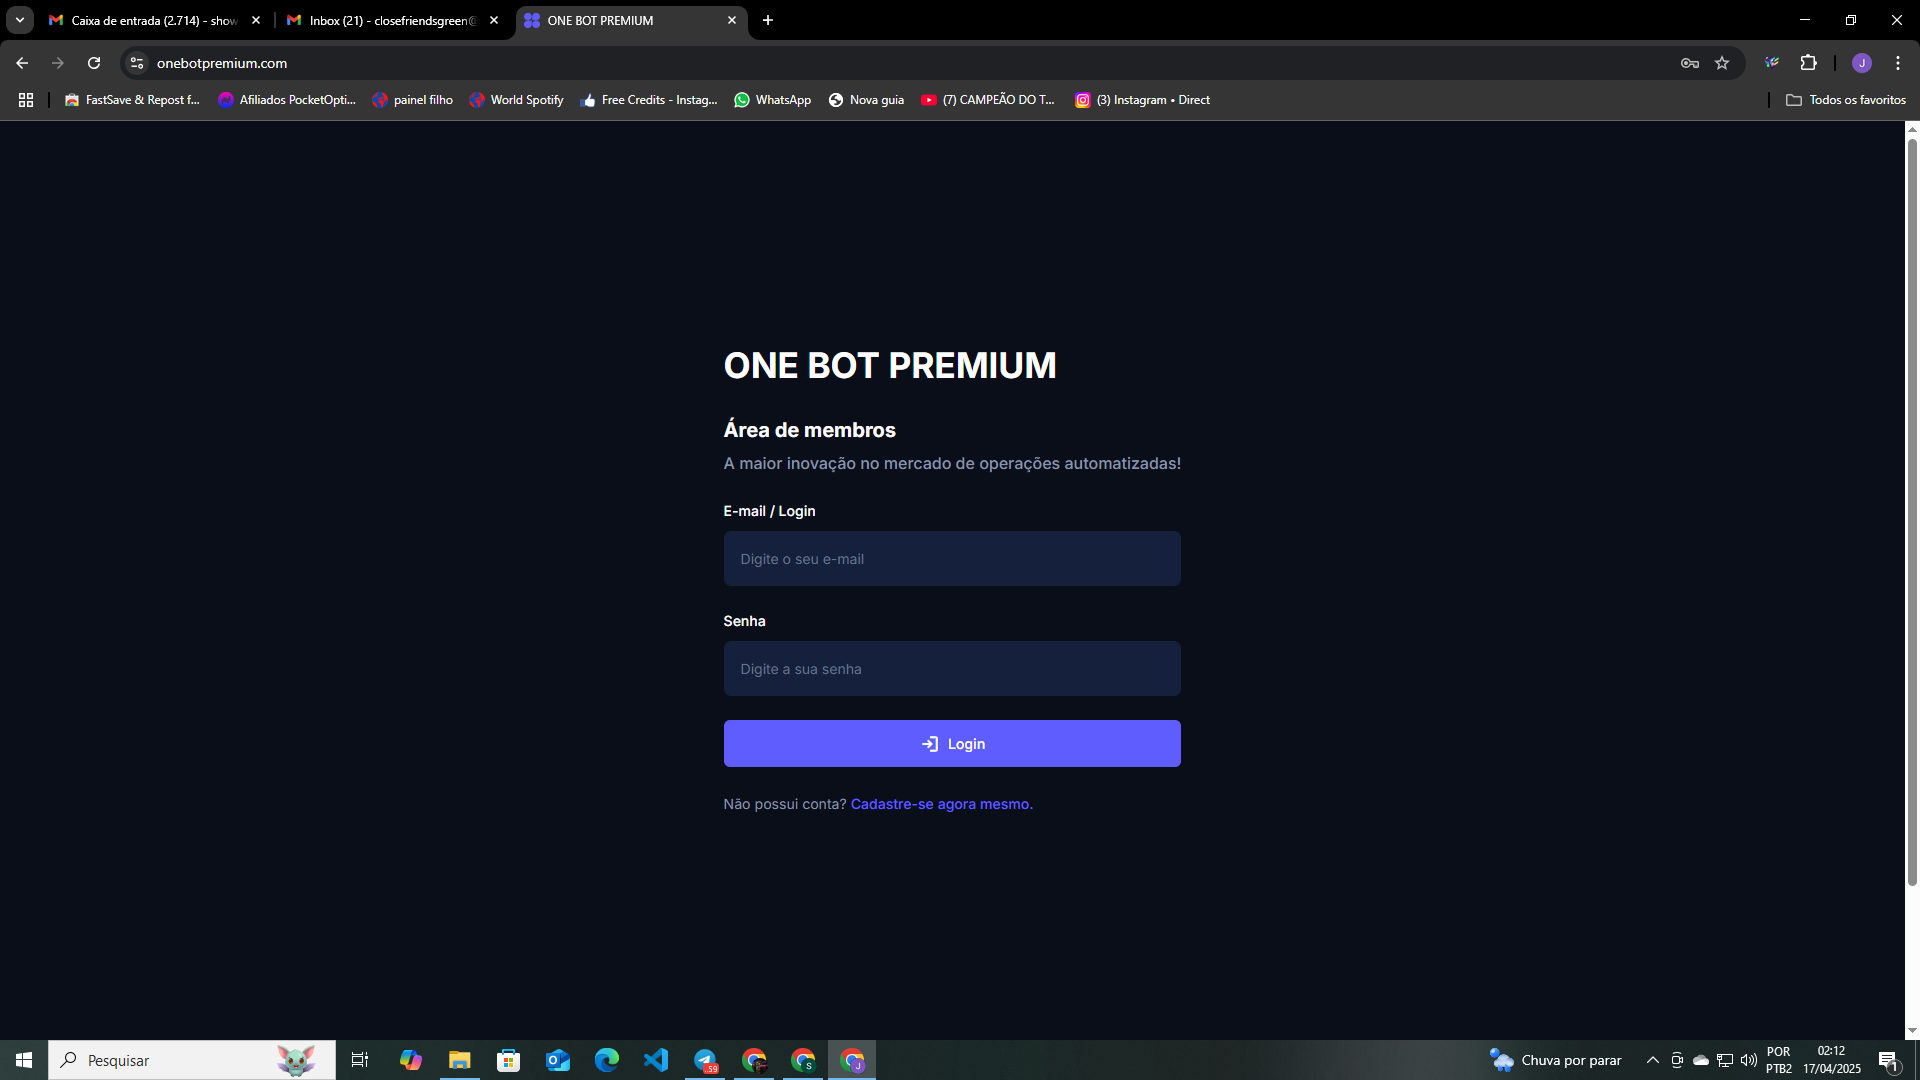 Caixa de entrada (2.714) - show
Inbox (21) - closefriendsgreen@
ONE BOT PREMIUM
onebotpremium.com
J
FastSave & Repost f...
Afiliados PocketOpti...
painel filho
World Spotify
Free Credits - Instag...
WhatsApp
Nova guia
(7) CAMPEÃO DO T...
(3) Instagram • Direct
Todos os favoritos
ONE BOT PREMIUM
Área de membros
A maior inovação no mercado de operações automatizadas!
E-mail / Login
Digite o seu e-mail
Senha
Digite a sua senha
Login
Não possui conta? Cadastre-se agora mesmo.
Pesquisar
59
S
J
Chuva por parar
POR
PTB2
02:12
17/04/2025
1